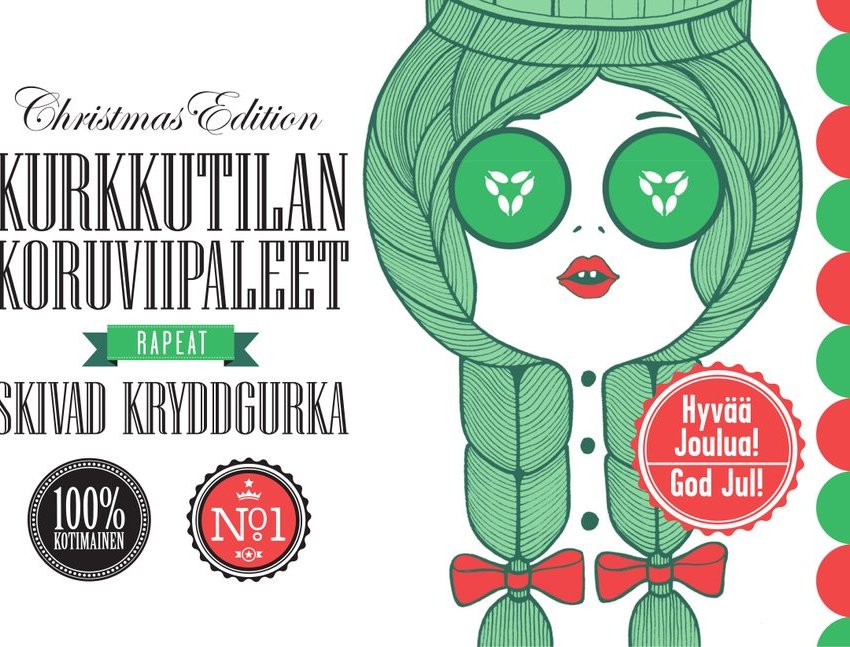 Christmas Edition
KURKKUTILAN
KORUVIIPALEET
RAPEAT
SKIVAD KRYDDGURKA
100%
KOTIMAINEN
No1
Hyvää
Joulua!
God Jul!